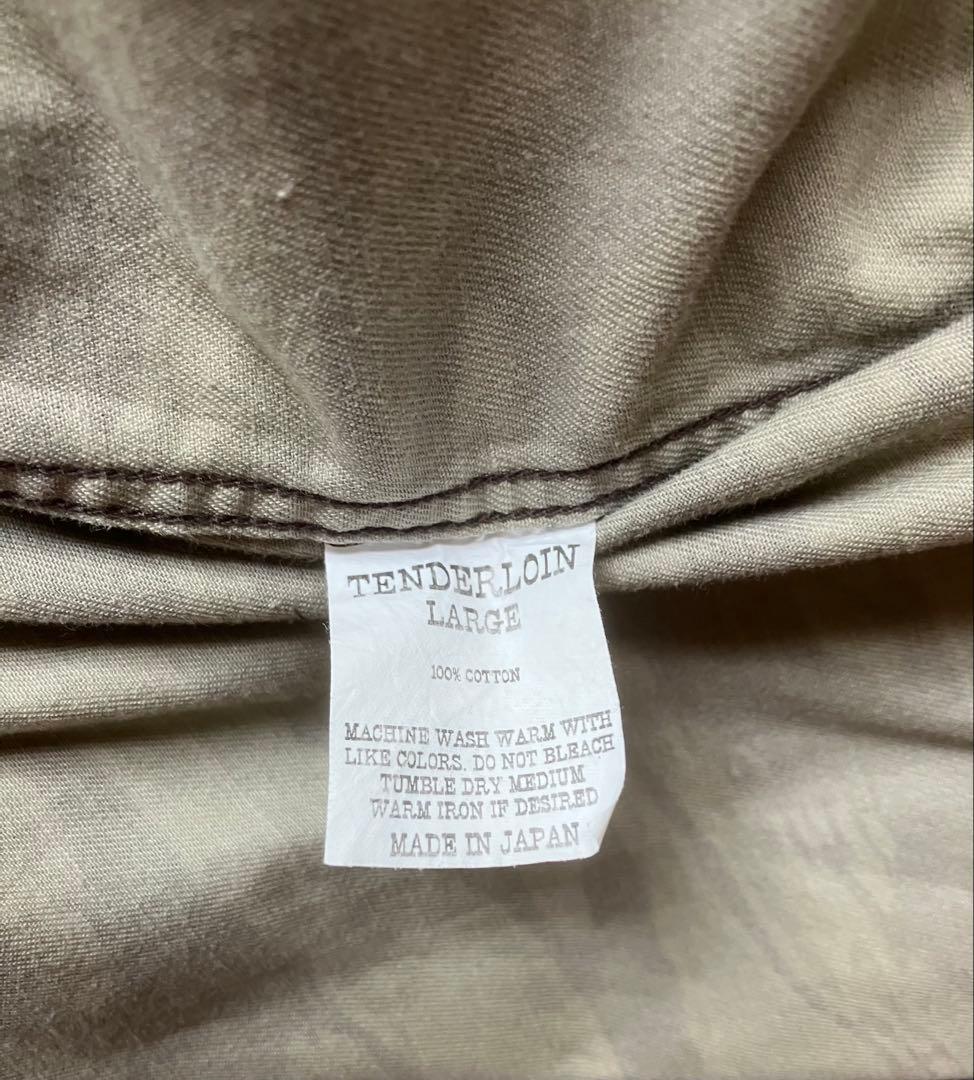 TENDERLOIN
LARGE
100% COTTON
MACHINE WASH WARM WITH
LIKE COLORS. DO NOT BLEACH
TUMBLE DRY MEDIUM
WARM IRON IF DESIRED
MADE IN JAPAN